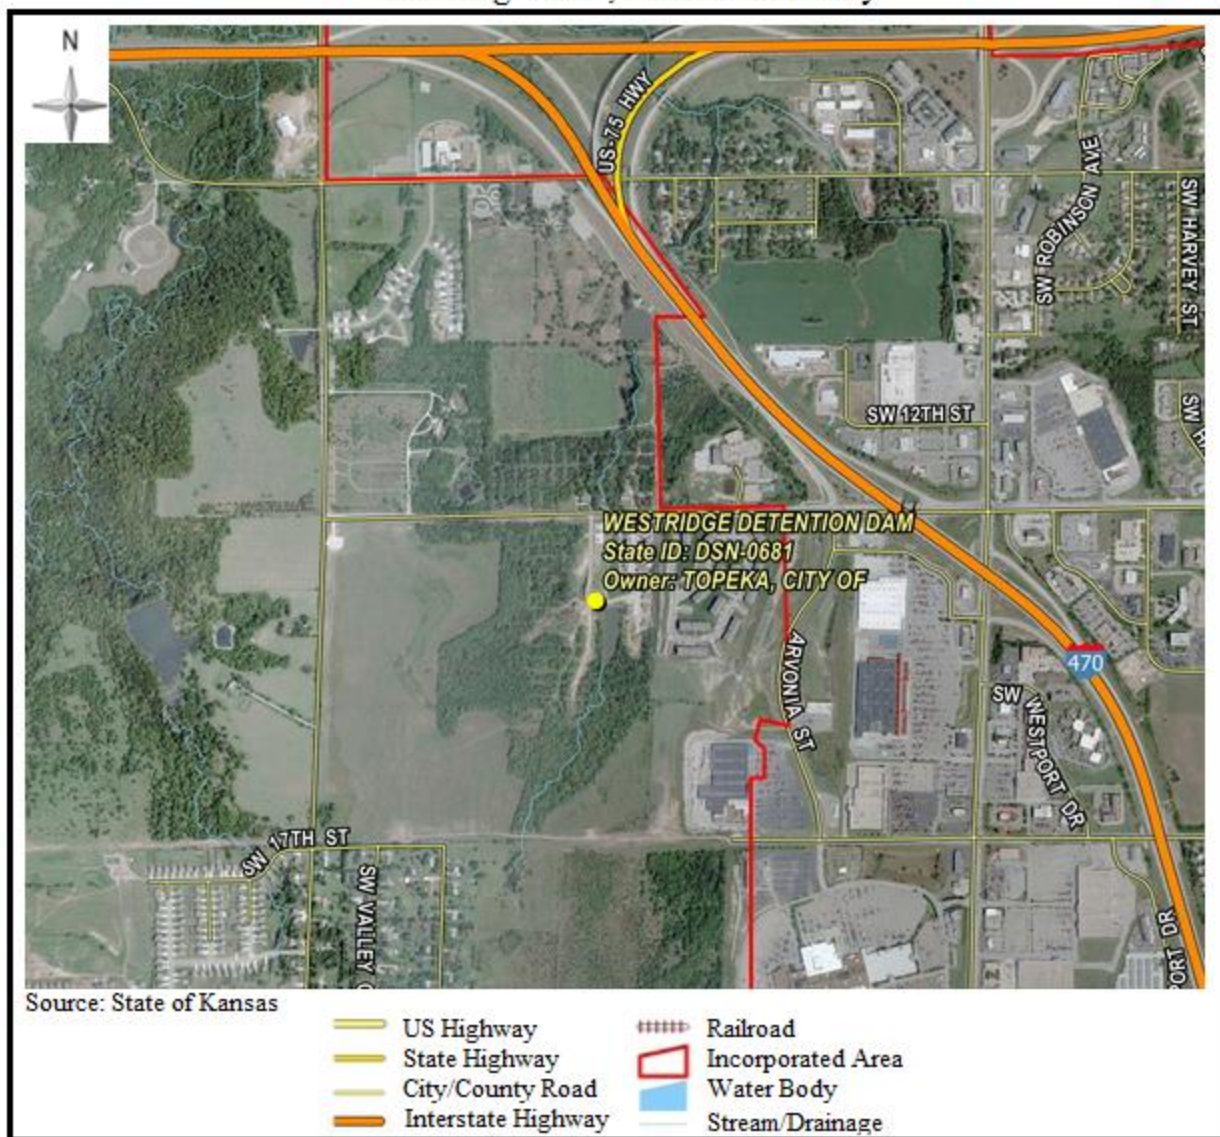 N
US-75 HWY
SW ROBINSON AVE
SW HARVEY ST
SW 12TH ST
SW
WESTRIDGE DETENTION DAM
State ID: DSN-0681
Owner: TOPEKA, CITY OF
ARVONIA ST
470
SW WESTPORT DR
SW 17TH ST
SW VALLEY
PORT DR
Source: State of Kansas
US Highway
State Highway
City/County Road
Interstate Highway
Railroad
Incorporated Area
Water Body
Stream/Drainage